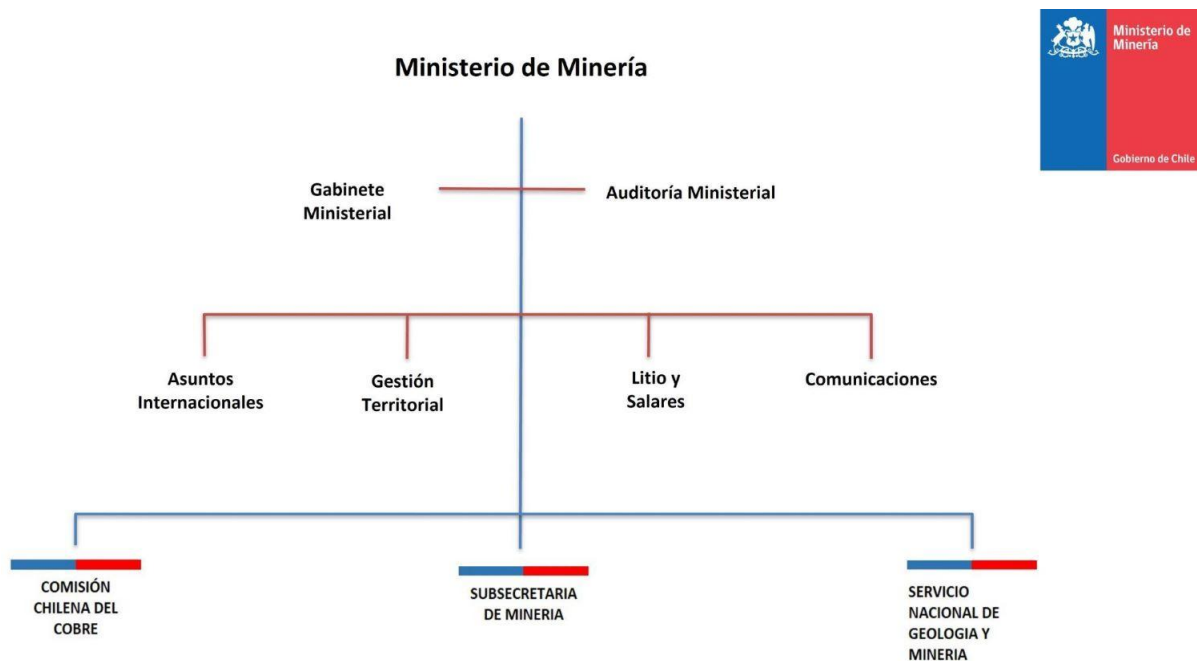 Ministerio de
Minería
Gobierno de Chile
Ministerio de Minería
Gabinete
Ministerial
Auditoría Ministerial
Asuntos
Internacionales
Gestión
Territorial
Litio y
Salares
Comunicaciones
COMISIÓN
CHILENA DEL
COBRE
SUBSECRETARIA
DE MINERIA
SERVICIO
NACIONAL DE
GEOLOGIA Y
MINERIA